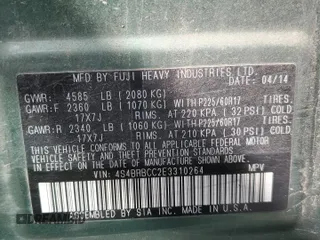 MFD. BY FUJI HEAVY INDUSTRIES LTD. 04/14
GVWR: 4585 LB (2080 KG)
GAWR:F 2360 LB (1070 KG) WITH P225/60R17 TIRES.
17X7J RIMS. AT 220 KPA (32 PSI) COLD.
GAWR:R 2340 LB (1060 KG) WITH P225/60R17 TIRES.
17X7J RIMS. AT 210 KPA (30 PSI) COLD.
THIS VEHICLE CONFORMS TO ALL APPLICABLE
FEDERAL MOTOR VEHICLE SAFETY
STANDARDS IN EFFECT ON THE DATE OF
MANUFACTURE SHOWN ABOVE.
VIN: 4S4BRBCC2E3310264 MPV
ASSEMBLED BY SIA INC. MADE IN U.S.A.